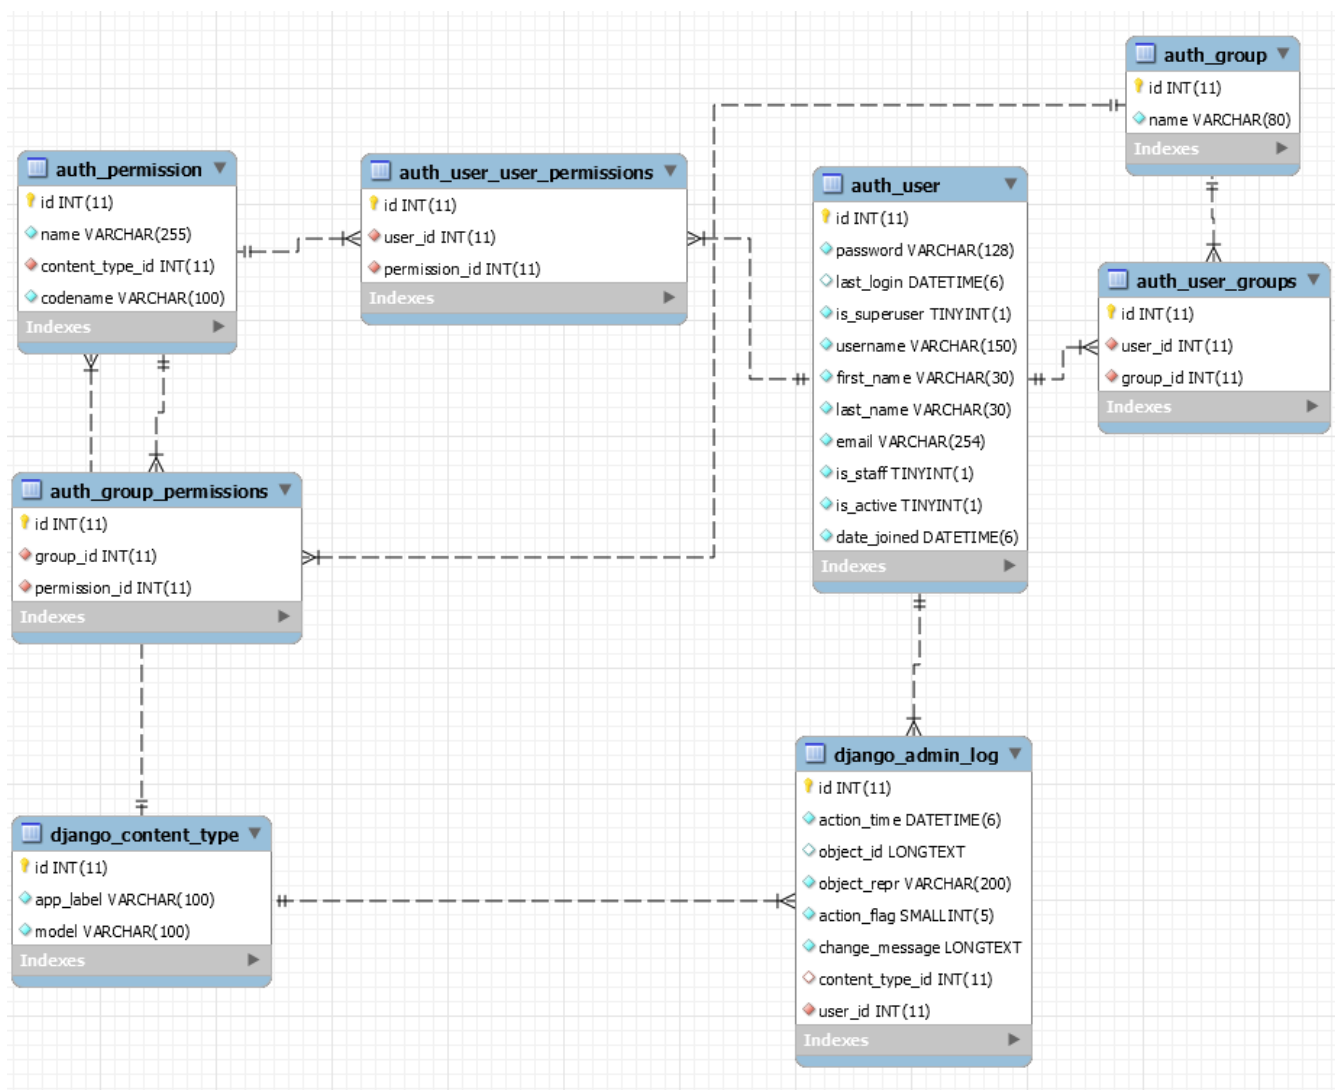 auth_group
id INT(11)
name VARCHAR(80)
Indexes
auth_permission
id INT(11)
name VARCHAR(255)
content_type_id INT(11)
codename VARCHAR(100)
Indexes
auth_user_user_permissions
id INT(11)
user_id INT(11)
permission_id INT(11)
Indexes
auth_user
id INT(11)
password VARCHAR(128)
last_login DATETIME(6)
is_superuser TINYINT(1)
username VARCHAR(150)
first_name VARCHAR(30)
last_name VARCHAR(30)
email VARCHAR(254)
is_staff TINYINT(1)
is_active TINYINT(1)
date_joined DATETIME(6)
Indexes
auth_user_groups
id INT(11)
user_id INT(11)
group_id INT(11)
Indexes
auth_group_permissions
id INT(11)
group_id INT(11)
permission_id INT(11)
Indexes
django_content_type
id INT(11)
app_label VARCHAR(100)
model VARCHAR(100)
Indexes
django_admin_log
id INT(11)
action_time DATETIME(6)
object_id LONGTEXT
object_repr VARCHAR(200)
action_flag SMALLINT(5)
change_message LONGTEXT
content_type_id INT(11)
user_id INT(11)
Indexes